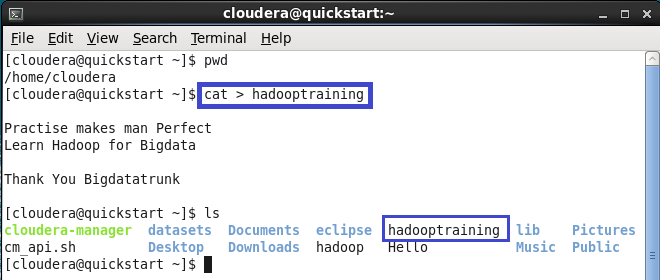 cloudera@quickstart:~
File Edit View Search Terminal Help
[cloudera@quickstart ~]$ pwd
/home/cloudera
[cloudera@quickstart ~]$ cat > hadooptraining
Practise makes man Perfect
Learn Hadoop for Bigdata
Thank You Bigdatatrunk
[cloudera@quickstart ~]$ ls
cloudera-manager datasets Documents eclipse hadooptraining lib Pictures
cm_api.sh Desktop Downloads hadoop Hello Music Public
[cloudera@quickstart ~]$